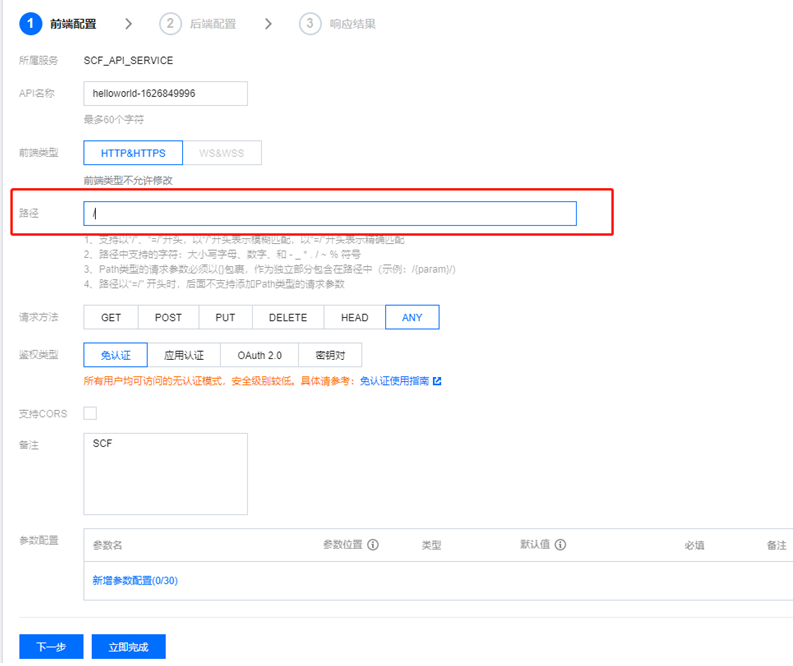 1 前端配置 > 2 后端配置 > 3 响应结果
所属服务 SCF_API_SERVICE
API名称 helloworld-1626849996
最多60个字符
前端类型 HTTP&HTTPS WS&WSS
前端类型不允许修改
路径 /
1、支持以“/”、“=/”开头，以“/”开头表示模糊匹配，以“=/”开头表示精确匹配
2、路径中支持的字符：大小写字母、数字、和 - _ * . / ~ % 符号
3、Path类型的请求参数必须以{}包裹，作为独立部分包含在路径中（示例：/{param}/）
4、路径以“=/” 开头时，后面不支持添加Path类型的请求参数
请求方法 GET POST PUT DELETE HEAD ANY
鉴权类型 免认证 应用认证 OAuth 2.0 密钥对
所有用户均可访问的无认证模式，安全级别较低。具体请参考：免认证使用指南
支持CORS
备注 SCF
参数配置 参数名 参数位置 类型 默认值 必填 备注
新增参数配置(0/30)
下一步 立即完成